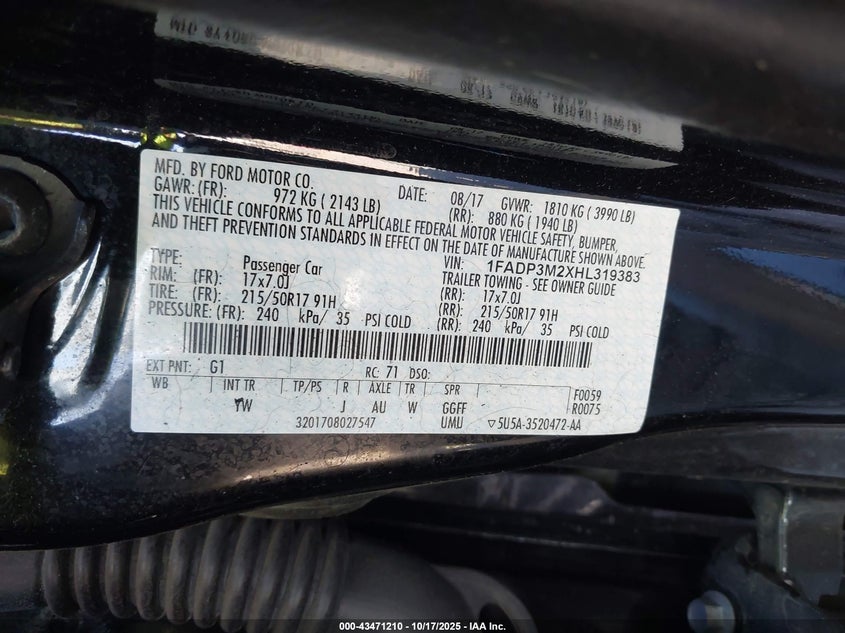 MFD. BY FORD MOTOR CO. DATE: 08/17 GVWR: 1810 KG ( 3990 LB)
GAWR: (FR): 972 KG ( 2143 LB) (RR): 880 KG ( 1940 LB)
THIS VEHICLE CONFORMS TO ALL APPLICABLE FEDERAL MOTOR VEHICLE SAFETY, BUMPER,
AND THEFT PREVENTION STANDARDS IN EFFECT ON THE DATE OF MANUFACTURE SHOWN ABOVE.
VIN: 1FADP3M2XHL319383
TYPE: Passenger Car TRAILER TOWING - SEE OWNER GUIDE
RIM: (FR): 17x7.0J (RR): 17x7.0J
TIRE: (FR): 215/50R17 91H (RR): 215/50R17 91H
PRESSURE: (FR): 240 kPa/ 35 PSI COLD (RR): 240 kPa/ 35 PSI COLD
EXT PNT: G1 RC: 71 DSO:
WB INT TR TP/PS R AXLE TR SPR F0059
YW J AU W GGFF R0075
3201708027547 UMU ▽5U5A-3520472-AA
000-43471210 - 10/17/2025 - IAA Inc.